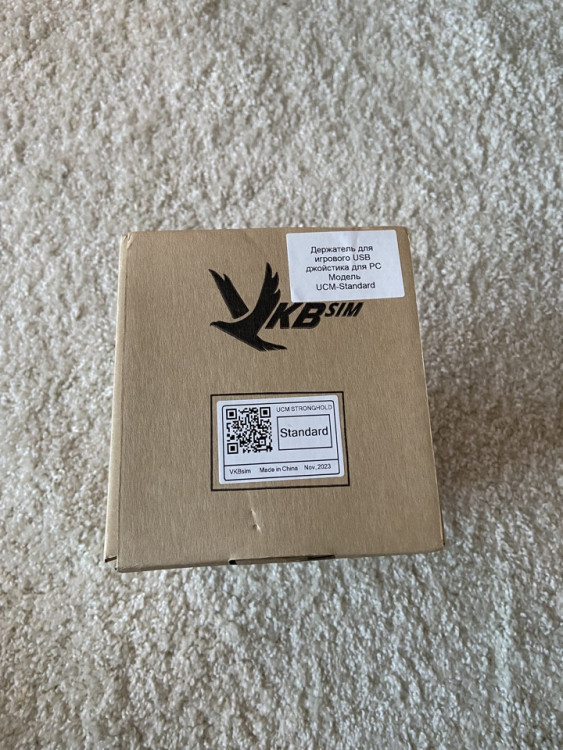 Держатель для
игрового USB
джойстика для PC
Модель
UCM-Standard
VKBSIM
UCM STRONGHOLD
Standard
VKBsim Made in China Nov, 2023